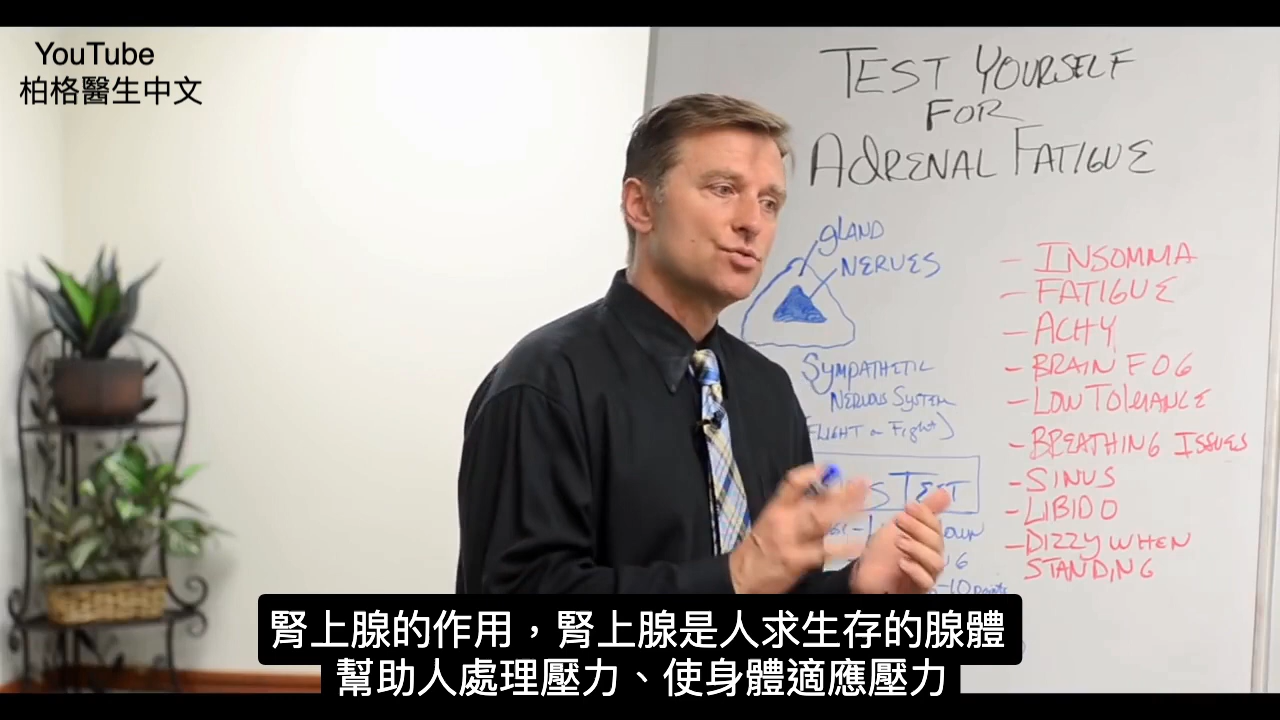 YouTube
柏格醫生中文
TEST YOURSELF
FOR
ADRENAL FATIGUE
gLAND
NERVES
SYMPATHETIC
NERVOUS SYSTEM
FLIGHT or Fight)
TEST
- INSOMMA
- FATIGUE
- ACHY
- BRAIN FOG
- LOW TOLERANCE
- BREATHING ISSUES
- SINUS
- LIBIDO
- DIZZY WHEN
STANDING
腎上腺的作用，腎上腺是人求生存的腺體
幫助人處理壓力、使身體適應壓力